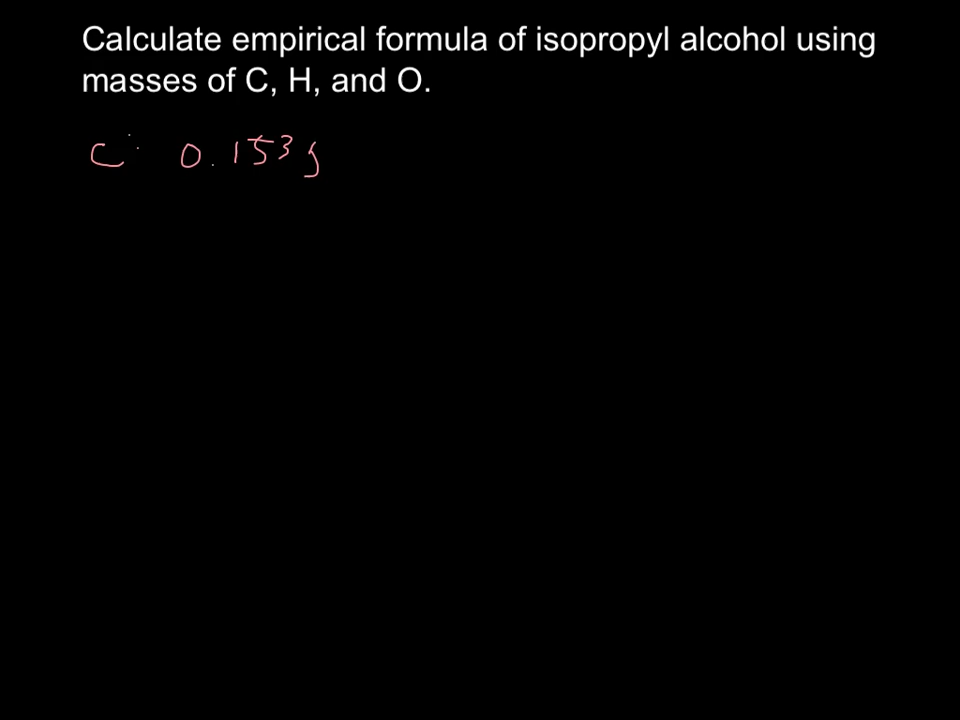 Calculate empirical formula of isopropyl alcohol using
masses of C, H, and O.
C: 0.153g